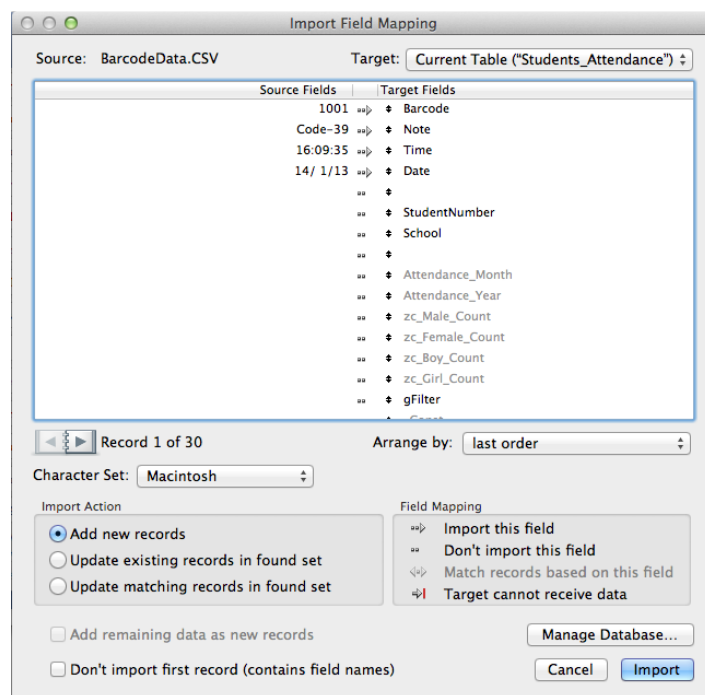 Import Field Mapping
Source: BarcodeData.CSV Target: Current Table ("Students_Attendance")
Source Fields Target Fields
1001 Barcode
Code-39 Note
16:09:35 Time
14/ 1/13 Date
StudentNumber
School
Attendance_Month
Attendance_Year
zc_Male_Count
zc_Female_Count
zc_Boy_Count
zc_Girl_Count
gFilter
Record 1 of 30 Arrange by: last order
Character Set: Macintosh
Import Action Field Mapping
Add new records Import this field
Update existing records in found set Don't import this field
Update matching records in found set Match records based on this field
Target cannot receive data
Add remaining data as new records Manage Database...
Don't import first record (contains field names) Cancel Import